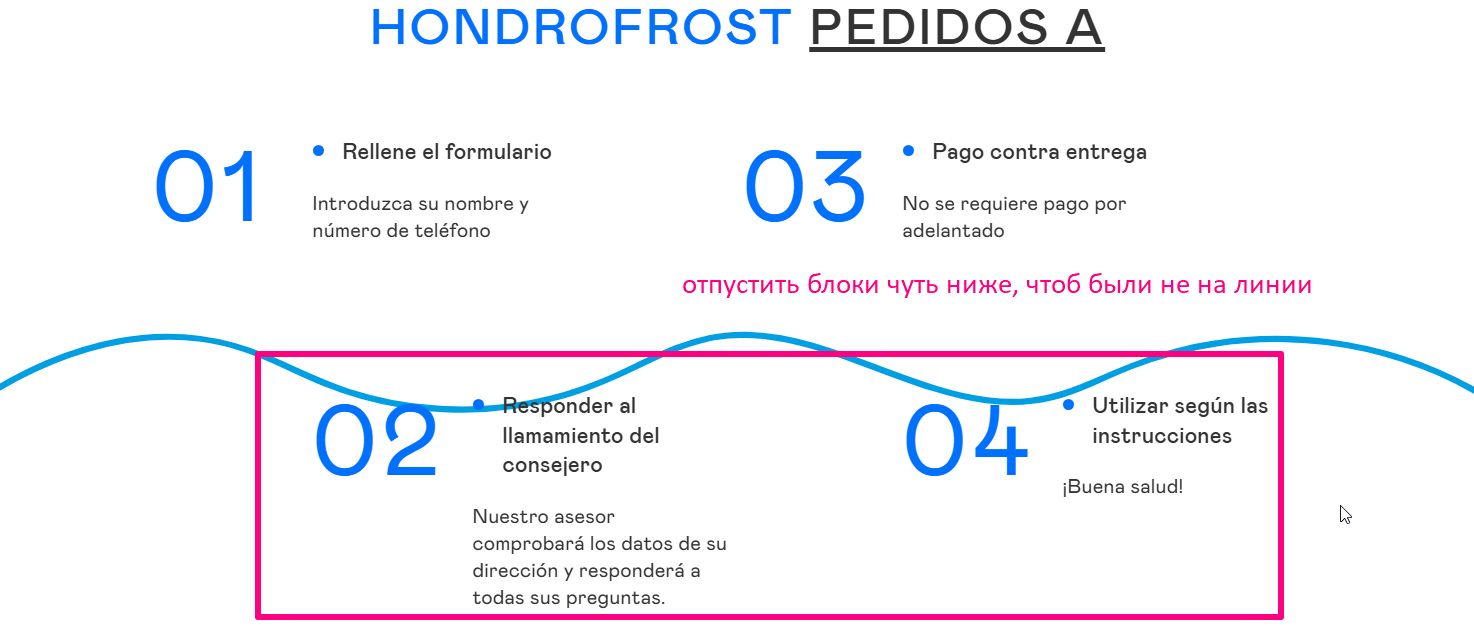 HONDROFROST PEDIDOS A
01
Rellene el formulario
Introduzca su nombre y
número de teléfono
03
Pago contra entrega
No se requiere pago por
adelantado
отпустить блоки чуть ниже, чтоб были не на линии
02
Responder al
llamamiento del
consejero
Nuestro asesor
comprobará los datos de su
dirección y responderá a
todas sus preguntas.
04
Utilizar según las
instrucciones
¡Buena salud!